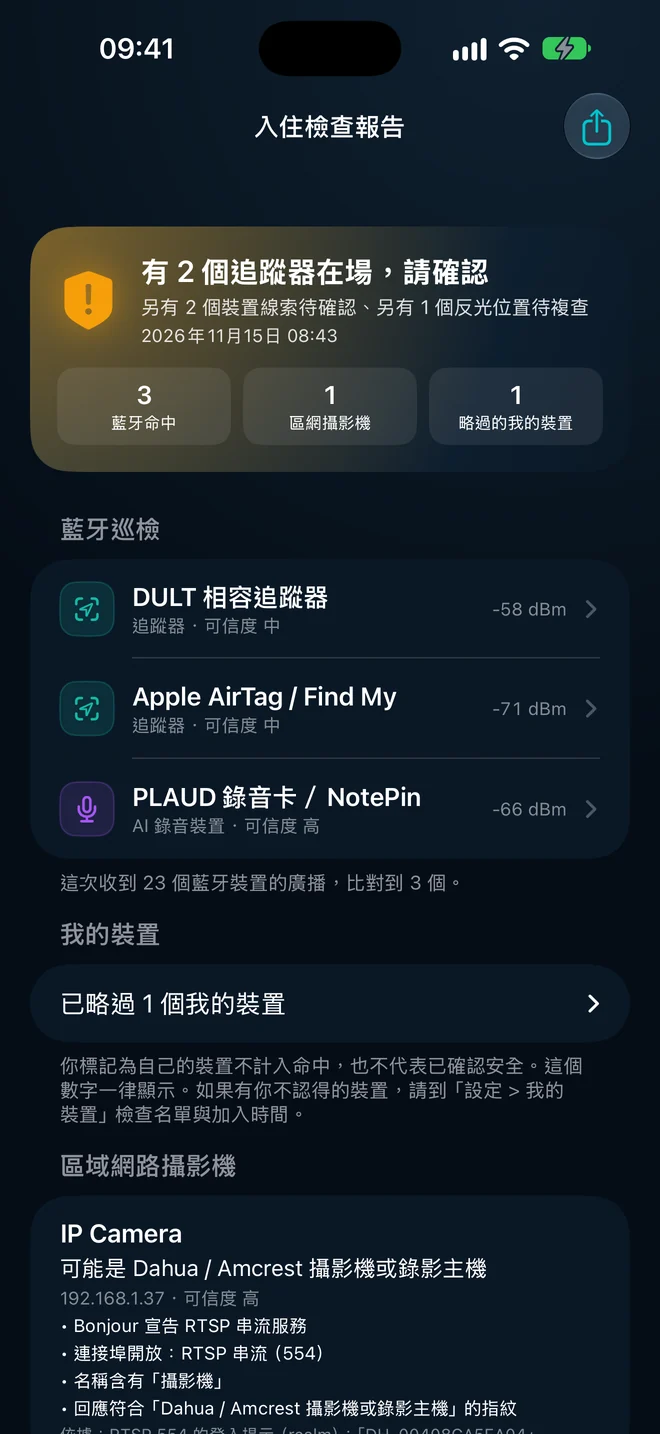 09:41
入住檢查報告
有 2 個追蹤器在場，請確認
另有 2 個裝置線索待確認、另有 1 個反光位置待複查
2026年11月15日 08:43
3
藍牙命中
1
區網攝影機
1
略過的我的裝置
藍牙巡檢
DULT 相容追蹤器
追蹤器 · 可信度 中
-58 dBm
Apple AirTag / Find My
追蹤器 · 可信度 中
-71 dBm
PLAUD 錄音卡 / NotePin
AI 錄音裝置 · 可信度 高
-66 dBm
這次收到 23 個藍牙裝置的廣播，比對到 3 個。
我的裝置
已略過 1 個我的裝置
你標記為自己的裝置不計入命中，也不代表已確認安全。這個
數字一律顯示。如果有你不認得的裝置，請到「設定 > 我的
裝置」檢查名單與加入時間。
區域網路攝影機
IP Camera
可能是 Dahua / Amcrest 攝影機或錄影主機
192.168.1.37 · 可信度 高
• Bonjour 宣告 RTSP 串流服務
• 連接埠開放：RTSP 串流（554）
• 名稱含有「攝影機」
• 回應符合「Dahua / Amcrest 攝影機或錄影主機」的指紋